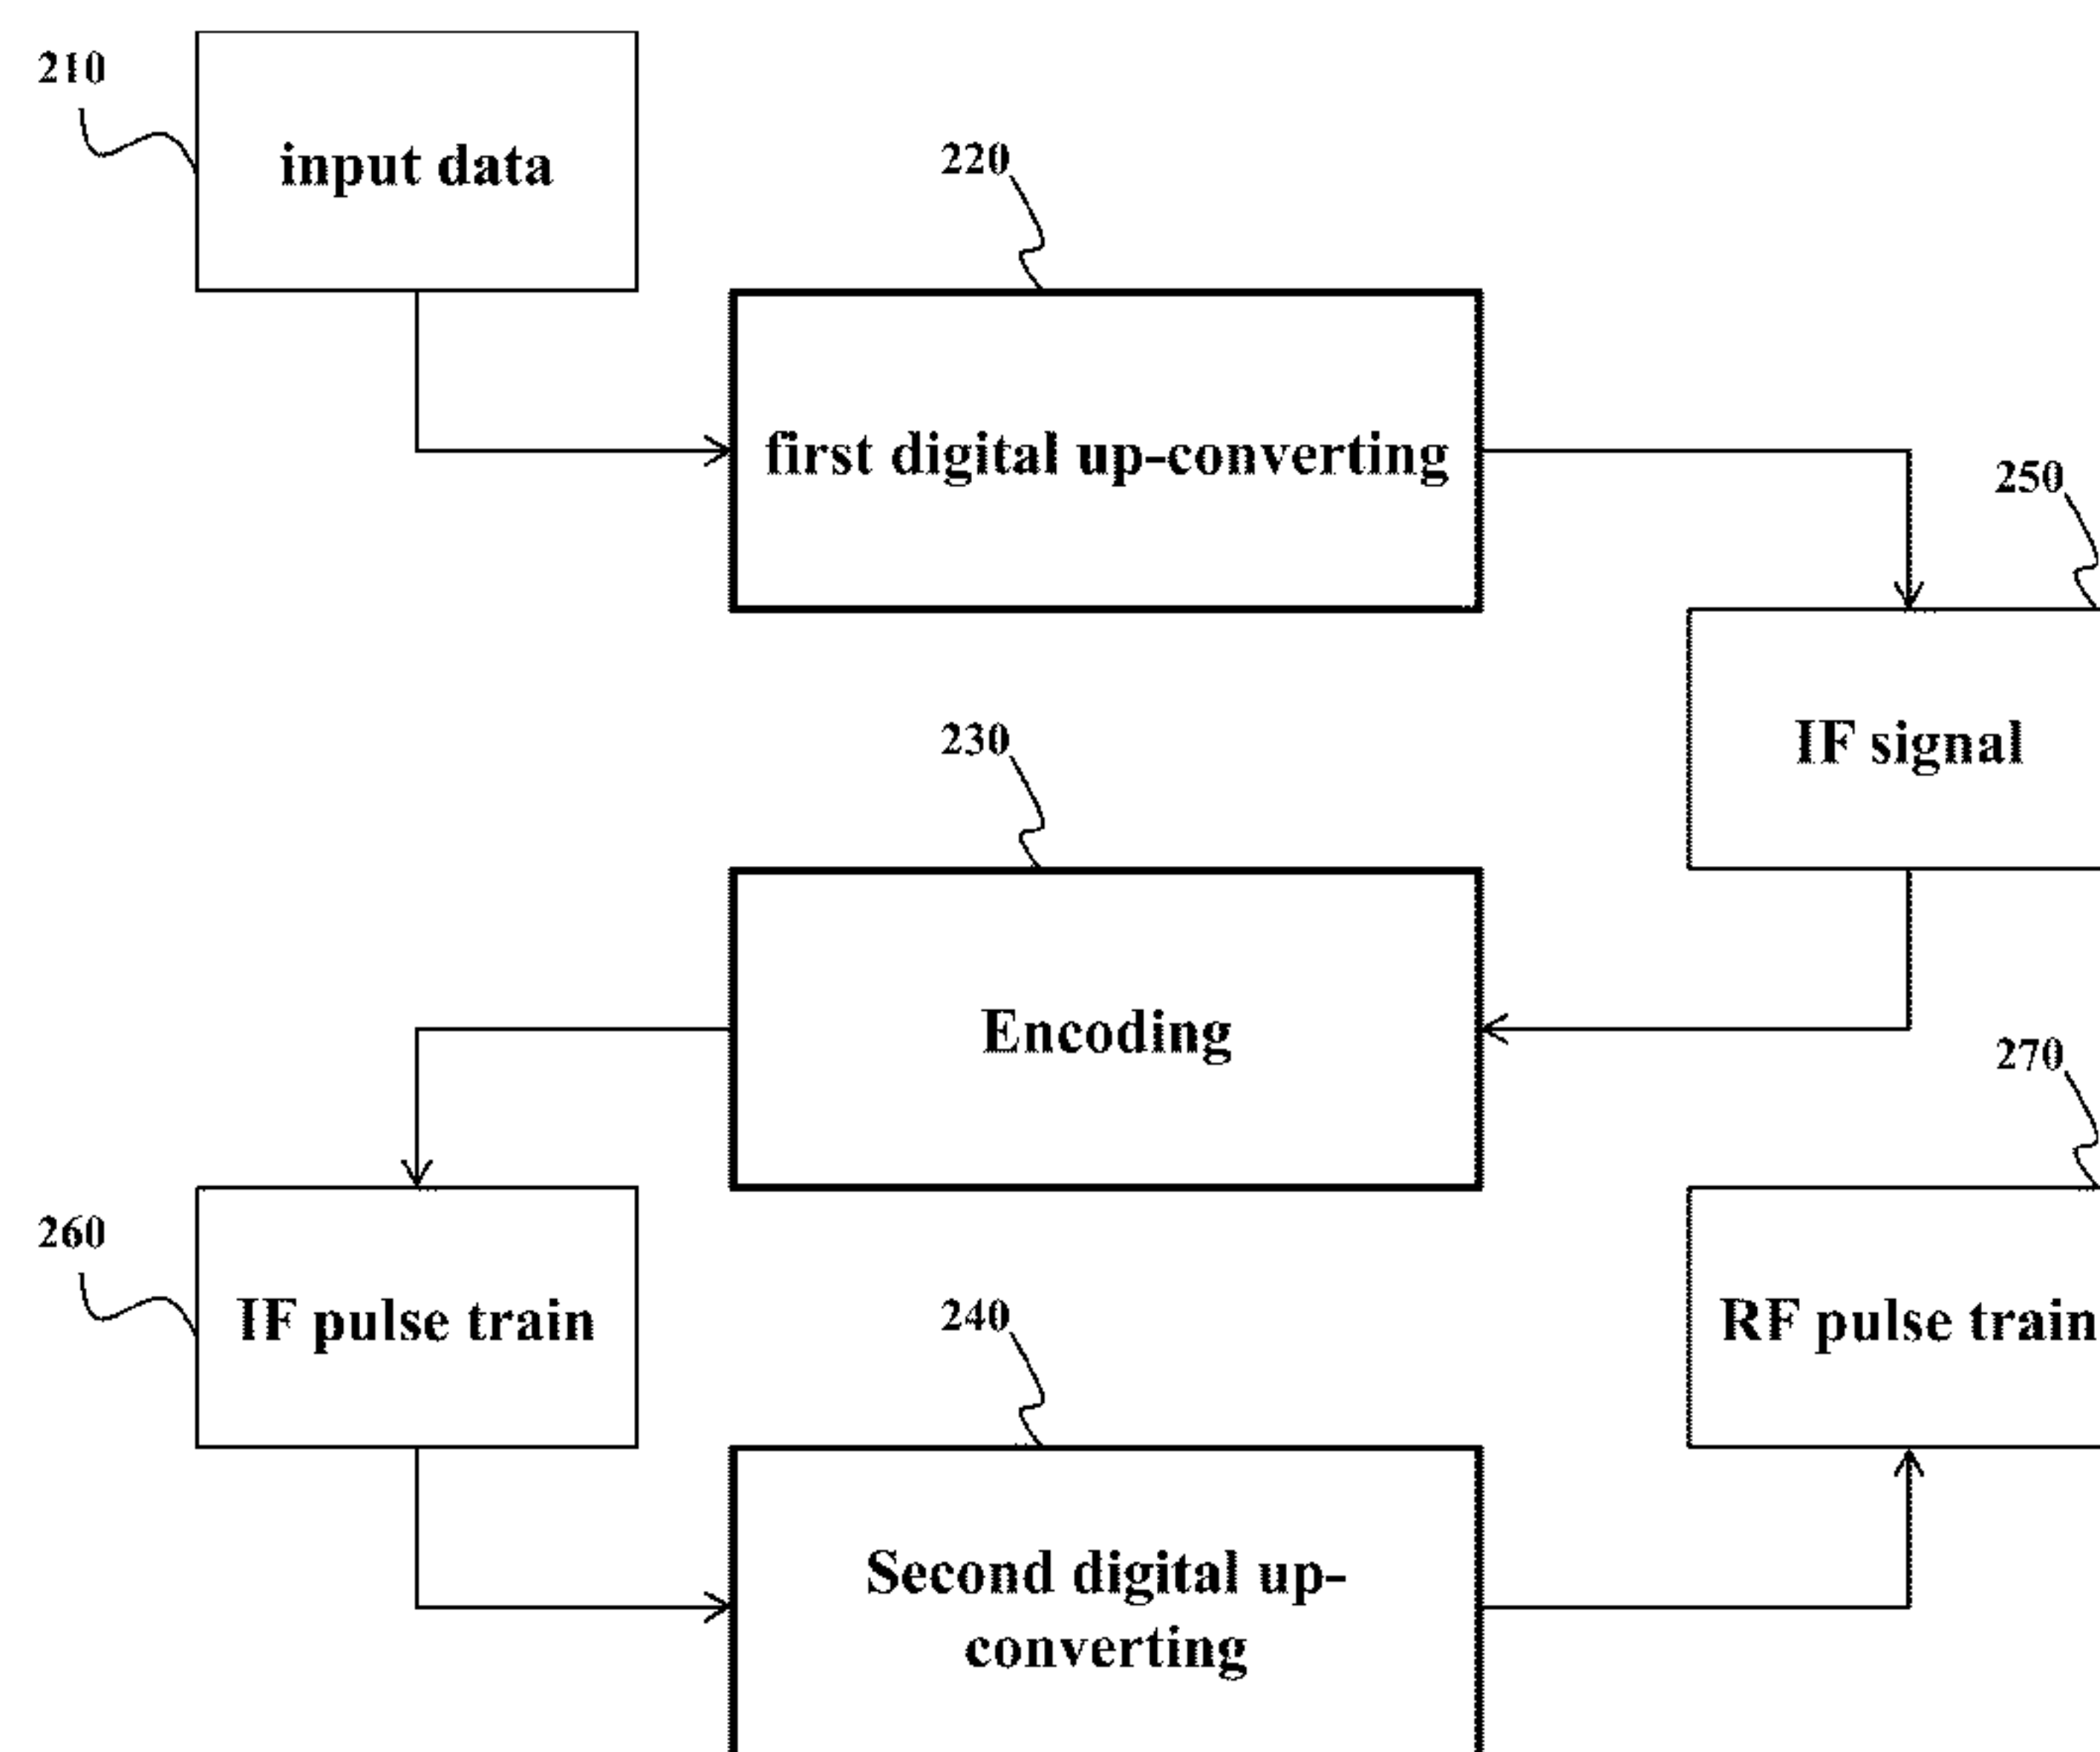 210
input data
220
first digital up-converting
250
IF signal
230
Encoding
270
260
IF pulse train
240
RF pulse train
Second digital up-
converting